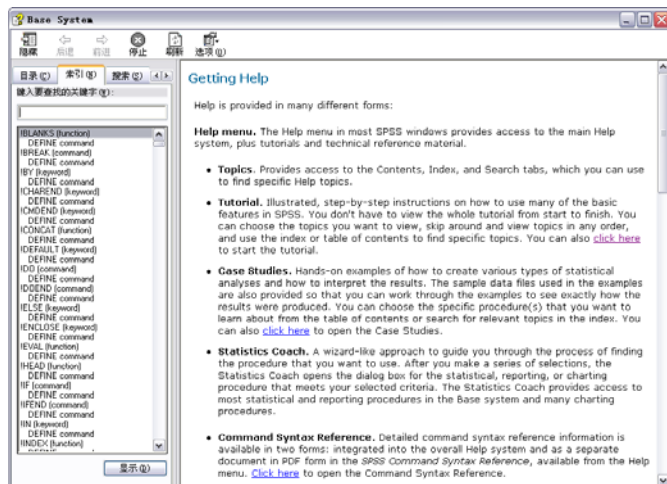 Base System
隐藏 后退 前进 停止 刷新 选项(O)
目录(C) 索引(N) 搜索(S)
键入要查找的关键字(W):
!BLANKS (function)
DEFINE command
!BREAK (command)
DEFINE command
!BY (keyword)
DEFINE command
!CHAREND (keyword)
DEFINE command
!CMDEND (keyword)
DEFINE command
!CONCAT (function)
DEFINE command
!DEFAULT (keyword)
DEFINE command
!DO (command)
DEFINE command
!DOEND (command)
DEFINE command
!ELSE (keyword)
DEFINE command
!ENCLOSE (keyword)
DEFINE command
!EVAL (function)
DEFINE command
!HEAD (function)
DEFINE command
!IF (command)
DEFINE command
!IFEND (command)
DEFINE command
!IN (keyword)
DEFINE command
!INDEX (function)
显示(D)
Getting Help
Help is provided in many different forms:
Help menu. The Help menu in most SPSS windows provides access to the main Help
system, plus tutorials and technical reference material.
• Topics. Provides access to the Contents, Index, and Search tabs, which you can use
to find specific Help topics.
• Tutorial. Illustrated, step-by-step instructions on how to use many of the basic
features in SPSS. You don't have to view the whole tutorial from start to finish. You
can choose the topics you want to view, skip around and view topics in any order,
and use the index or table of contents to find specific topics. You can also click here
to start the tutorial.
• Case Studies. Hands-on examples of how to create various types of statistical
analyses and how to interpret the results. The sample data files used in the examples
are also provided so that you can work through the examples to see exactly how the
results were produced. You can choose the specific procedure(s) that you want to
learn about from the table of contents or search for relevant topics in the index. You
can also click here to open the Case Studies.
• Statistics Coach. A wizard-like approach to guide you through the process of finding
the procedure that you want to use. After you make a series of selections, the
Statistics Coach opens the dialog box for the statistical, reporting, or charting
procedure that meets your selected criteria. The Statistics Coach provides access to
most statistical and reporting procedures in the Base system and many charting
procedures.
• Command Syntax Reference. Detailed command syntax reference information is
available in two forms: integrated into the overall Help system and as a separate
document in PDF form in the SPSS Command Syntax Reference, available from the Help
menu. Click here to open the Command Syntax Reference.